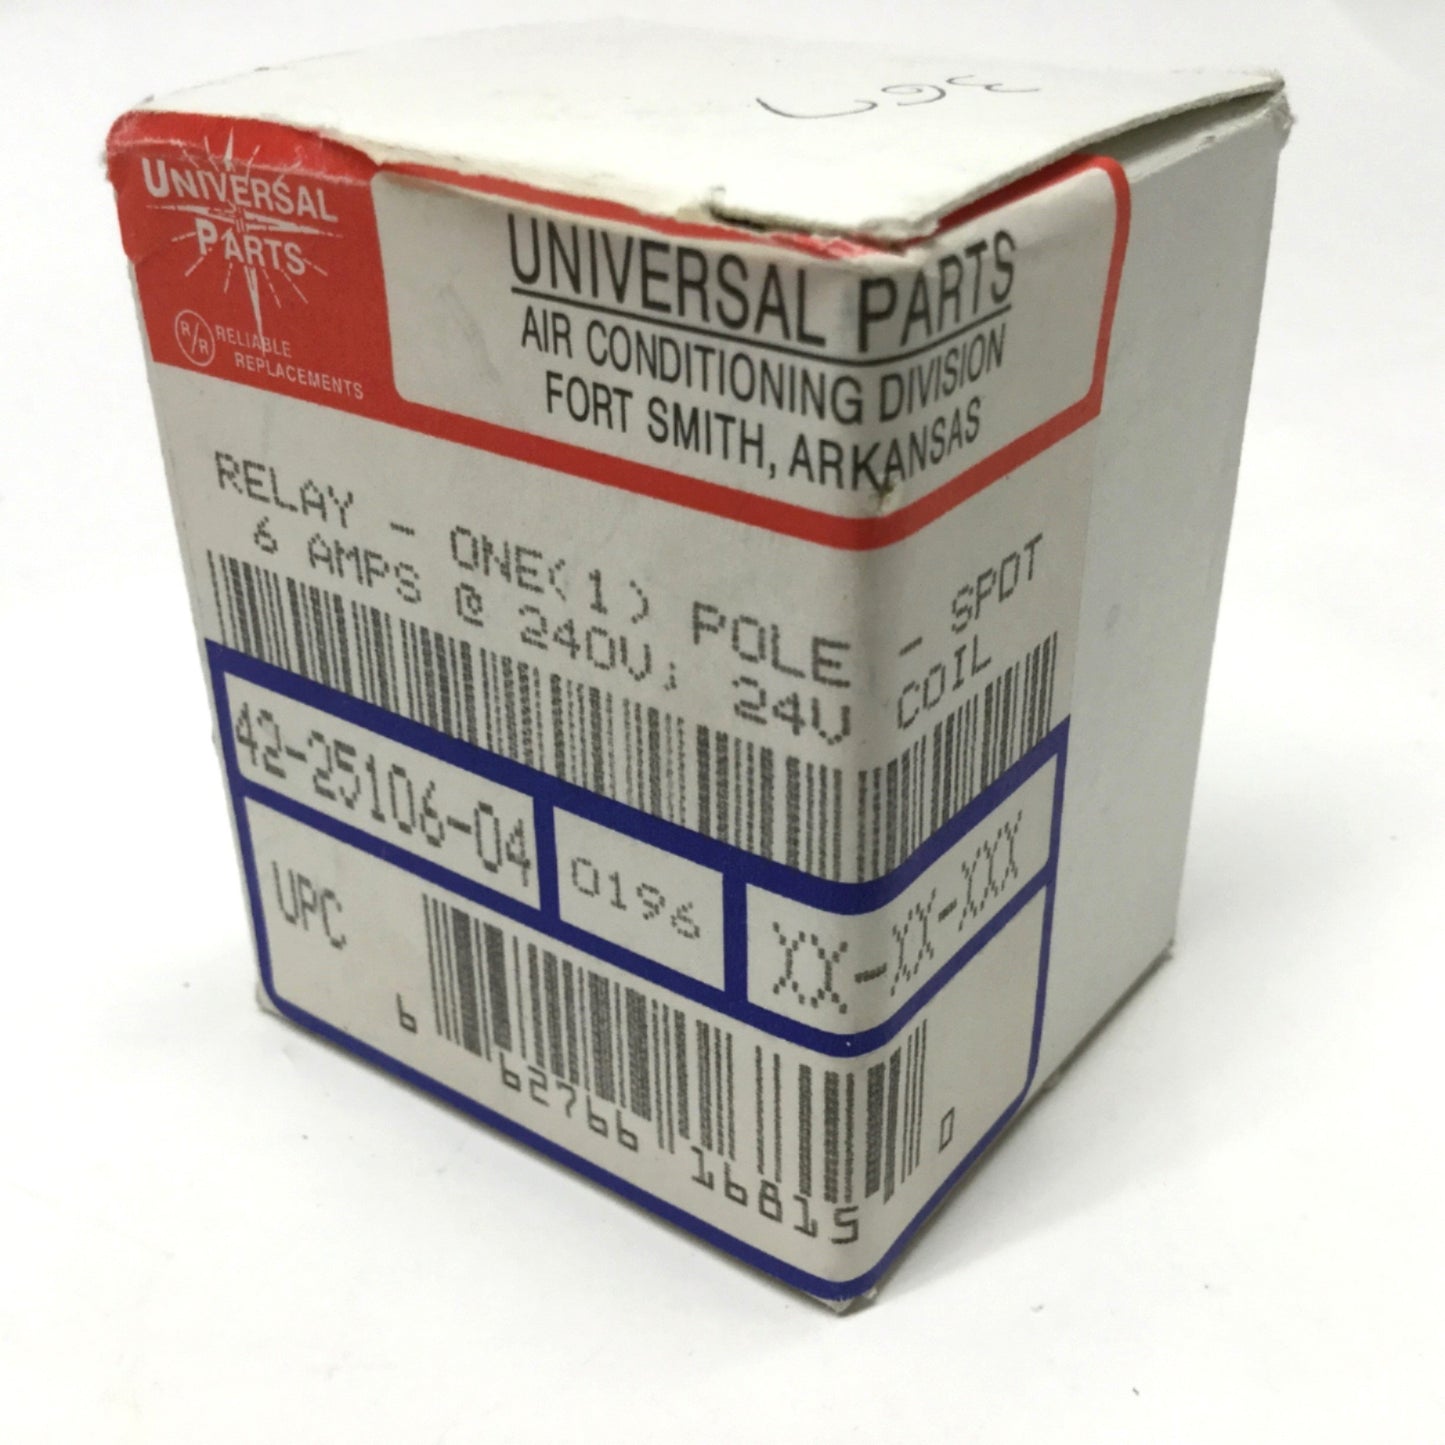 367
UNIVERSAL
PARTS
R/R RELIABLE
REPLACEMENTS
UNIVERSAL PARTS
AIR CONDITIONING DIVISION
FORT SMITH, ARKANSAS
RELAY - ONE(1) POLE - SPDT
6 AMPS @ 240V; 24V COIL
42-25106-04
0196
XX-XX-XXX
UPC
6 62766 16815 0